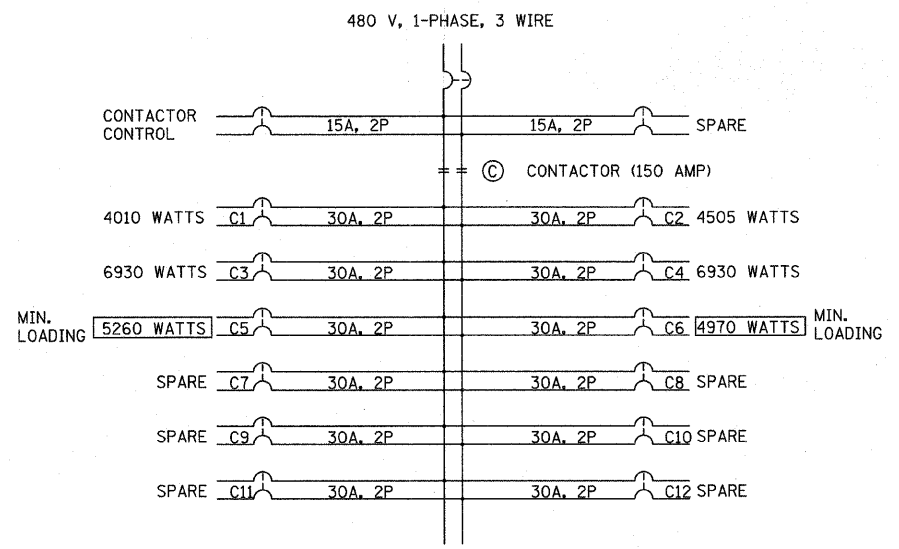 480 V, 1-PHASE, 3 WIRE
CONTACTOR
CONTROL
15A, 2P 15A, 2P SPARE
C CONTACTOR (150 AMP)
4010 WATTS C1 30A, 2P 30A, 2P C2 4505 WATTS
6930 WATTS C3 30A, 2P 30A, 2P C4 6930 WATTS
MIN.
LOADING 5260 WATTS C5 30A, 2P 30A, 2P C6 4970 WATTS MIN.
LOADING
SPARE C7 30A, 2P 30A, 2P C8 SPARE
SPARE C9 30A, 2P 30A, 2P C10 SPARE
SPARE C11 30A, 2P 30A, 2P C12 SPARE